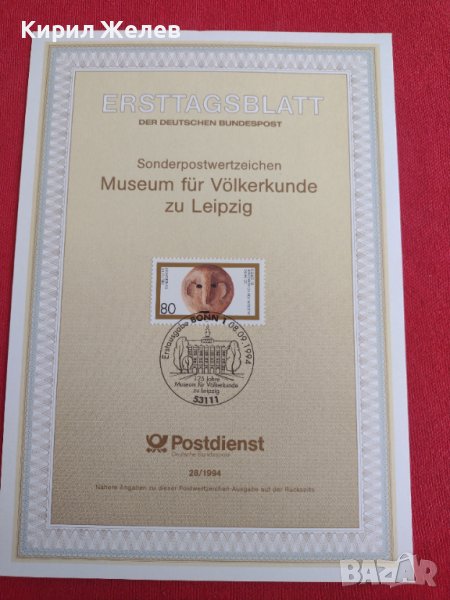 Кирил Желев
ERSTTAGSBLATT
DER DEUTSCHEN BUNDESPOST
Sonderpostwertzeichen
Museum für Völkerkunde
zu Leipzig
80
Erstausgabe BONN 1 08.09.1994
125 Jahre
Museum für Völkerkunde
zu Leipzig
53111
Postdienst
Deutsche Bundespost
28/1994
Nähere Angaben zu dieser Postwertzeichen-Ausgabe auf der Rückseite
BAZAR